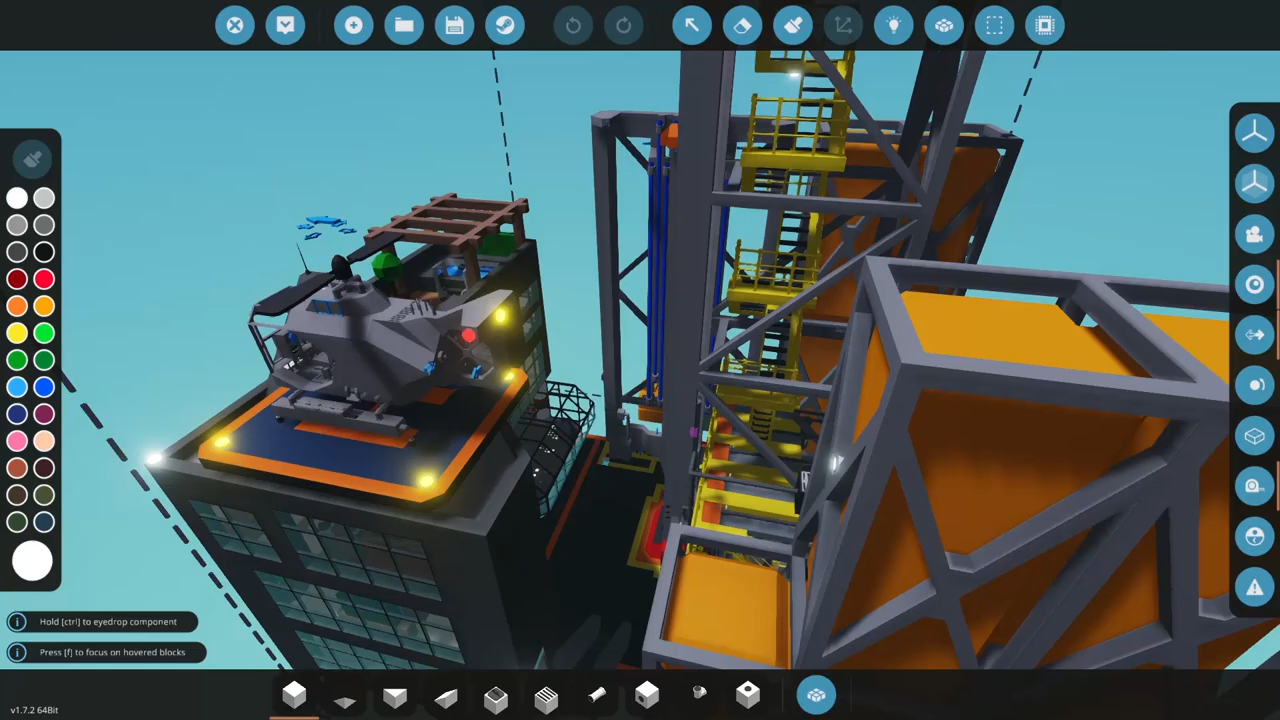 Hold [ctrl] to eyedrop component
Press [f] to focus on hovered blocks
v1.7.2 64Bit